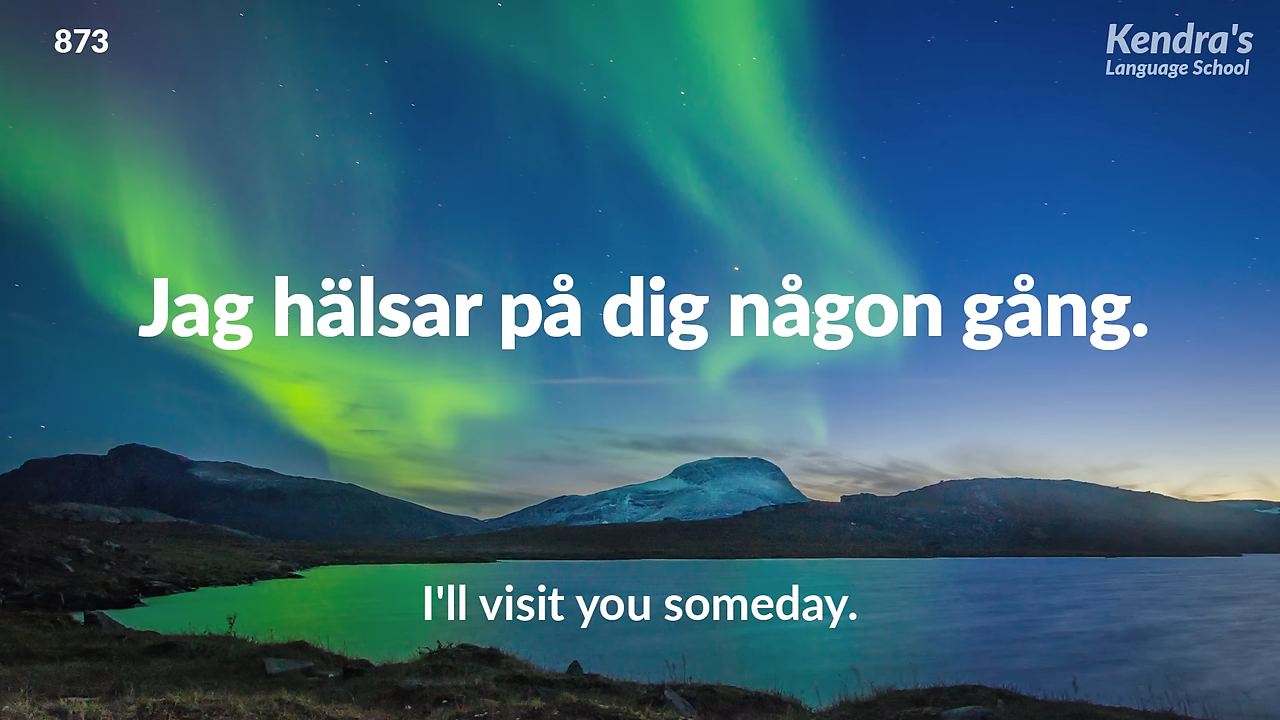 873
Kendra's
Language School
Jag hälsar på dig någon gång.
I'll visit you someday.